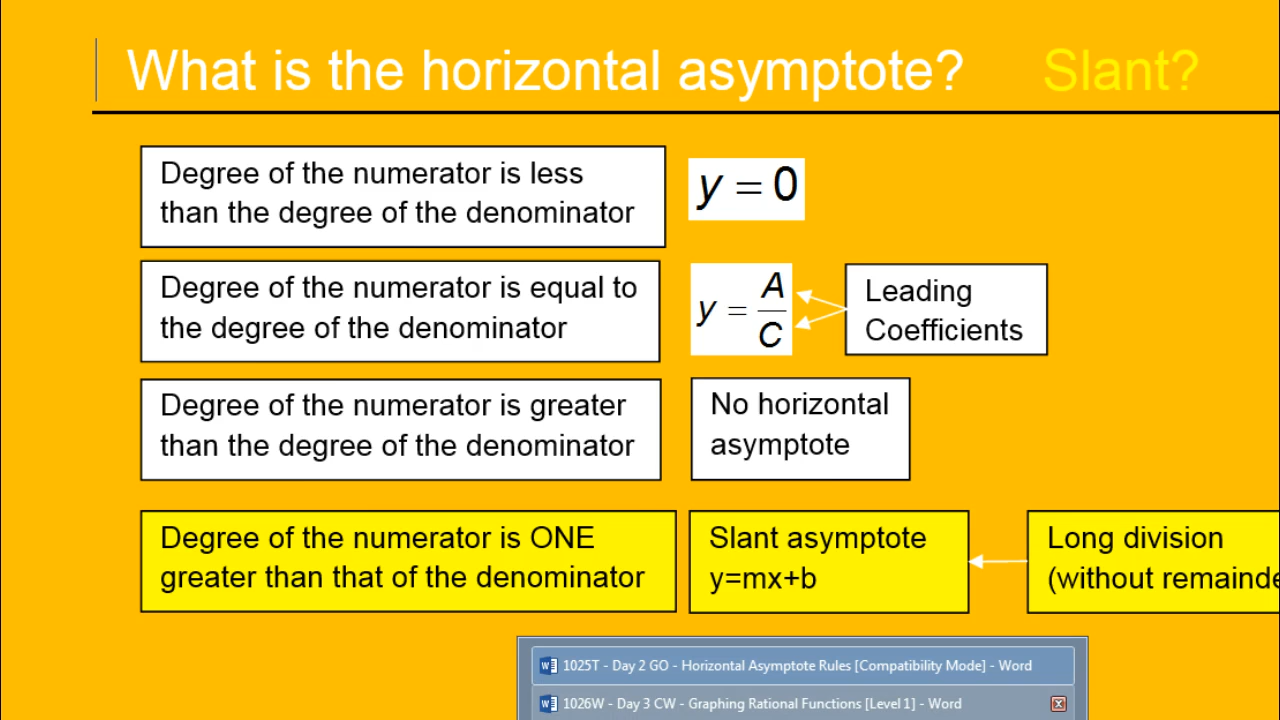 What is the horizontal asymptote? Slant?
Degree of the numerator is less
than the degree of the denominator
y = 0
Degree of the numerator is equal to
the degree of the denominator
y = A/C
Leading
Coefficients
Degree of the numerator is greater
than the degree of the denominator
No horizontal
asymptote
Degree of the numerator is ONE
greater than that of the denominator
Slant asymptote
y=mx+b
Long division
(without
1025T - Day 2 GO - Horizontal Asymptote Rules [Compatibility Mode] - Word
1026W - Day 3 CW - Graphing Rational Functions [Level 1] - Word